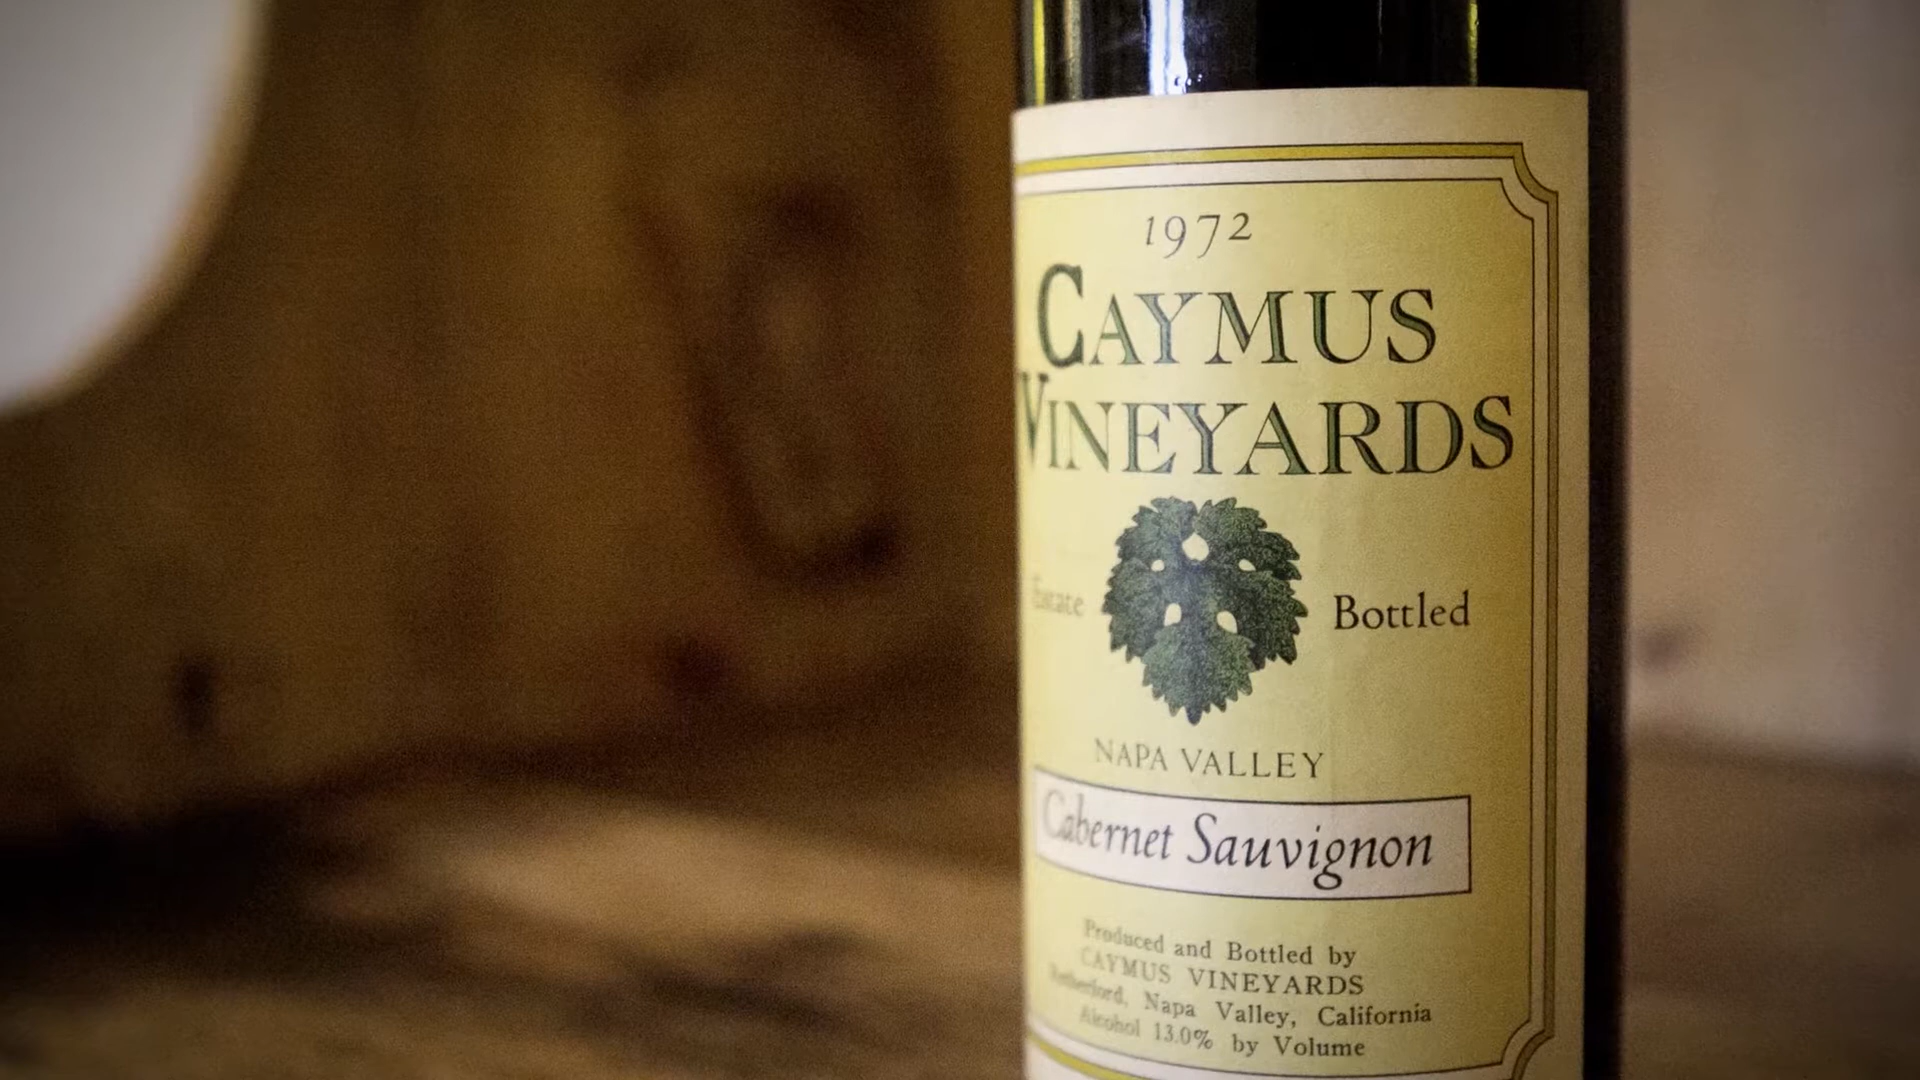 1972
CAYMUS
VINEYARDS
Estate Bottled
NAPA VALLEY
Cabernet Sauvignon
Produced and Bottled by
CAYMUS VINEYARDS
Rutherford, Napa Valley, California
Alcohol 13.0% by Volume